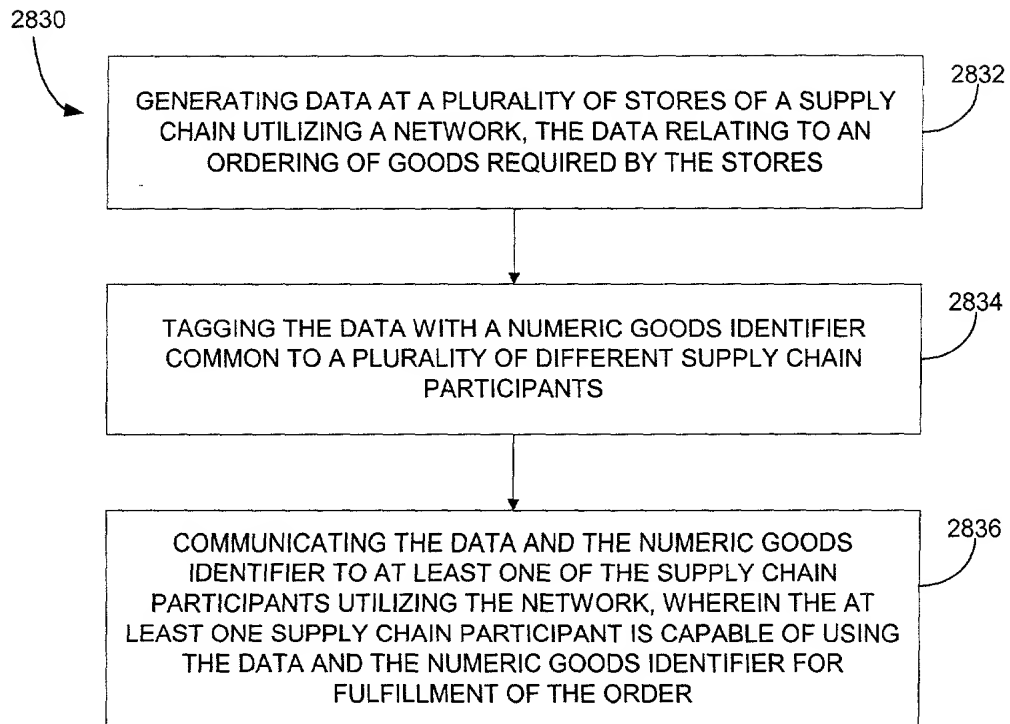 2830
2832
GENERATING DATA AT A PLURALITY OF STORES OF A SUPPLY
CHAIN UTILIZING A NETWORK, THE DATA RELATING TO AN
ORDERING OF GOODS REQUIRED BY THE STORES
2834
TAGGING THE DATA WITH A NUMERIC GOODS IDENTIFIER
COMMON TO A PLURALITY OF DIFFERENT SUPPLY CHAIN
PARTICIPANTS
2836
COMMUNICATING THE DATA AND THE NUMERIC GOODS
IDENTIFIER TO AT LEAST ONE OF THE SUPPLY CHAIN
PARTICIPANTS UTILIZING THE NETWORK, WHEREIN THE AT
LEAST ONE SUPPLY CHAIN PARTICIPANT IS CAPABLE OF USING
THE DATA AND THE NUMERIC GOODS IDENTIFIER FOR
FULFILLMENT OF THE ORDER